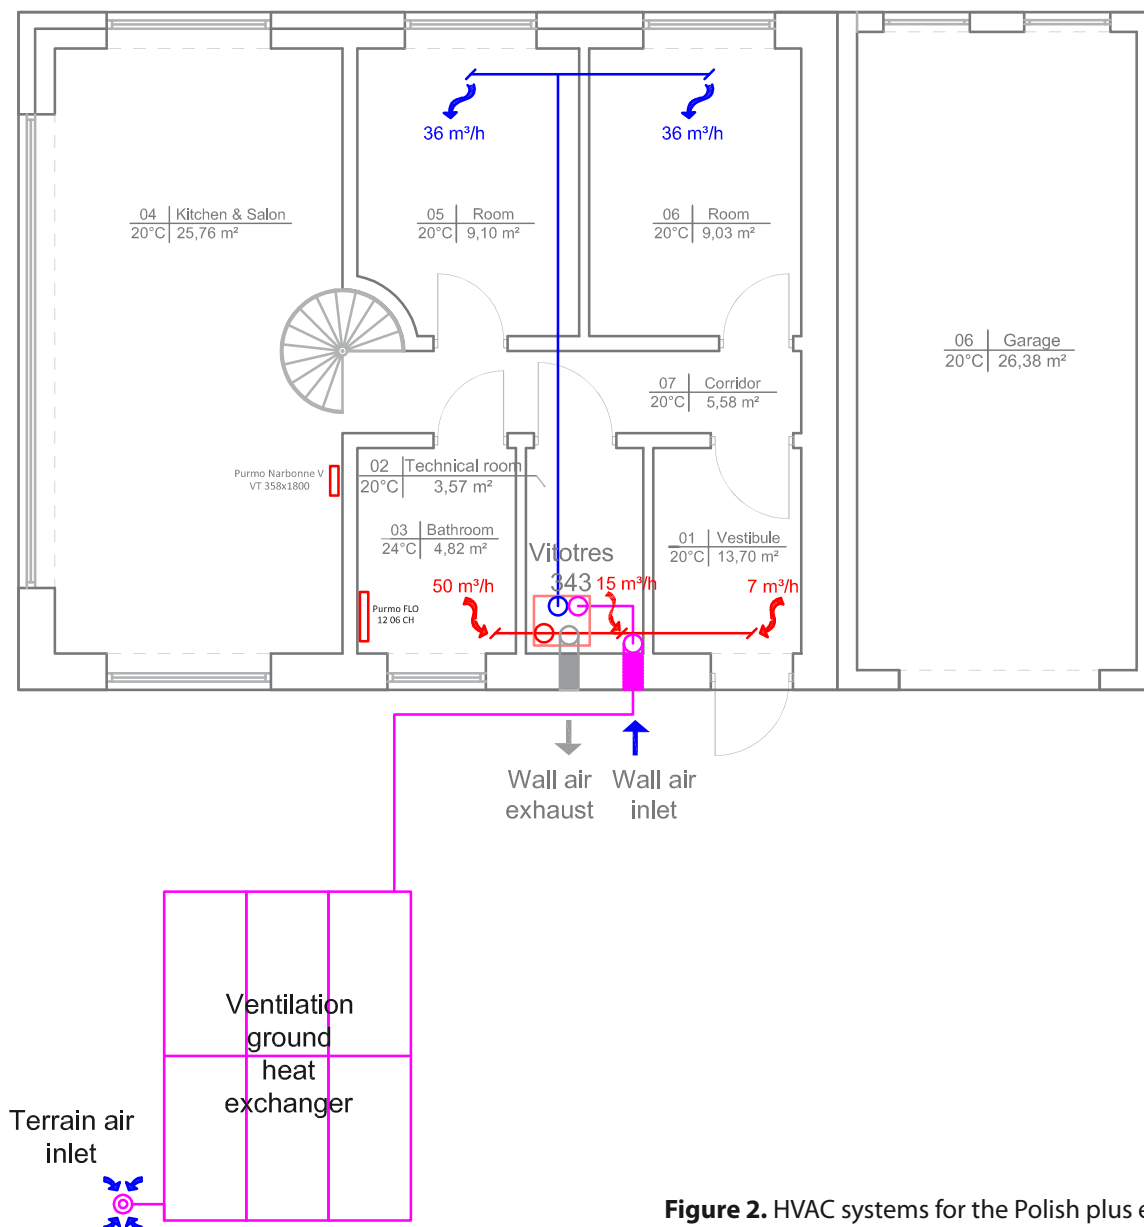 36 m³/h
36 m³/h
04 Kitchen & Salon
20°C 25,76 m²
05 Room
20°C 9,10 m²
06 Room
20°C 9,03 m²
06 Garage
20°C 26,38 m²
07 Corridor
20°C 5,58 m²
Purmo Narbonne V
VT 358x1800
02 Technical room
20°C 3,57 m²
03 Bathroom
24°C 4,82 m²
01 Vestibule
20°C 13,70 m²
Vitotres
343
50 m³/h
15 m³/h
7 m³/h
Purmo FLO
12 06 CH
Wall air
exhaust
Wall air
inlet
Ventilation
ground
heat
exchanger
Terrain air
inlet
Figure 2. HVAC systems for the Polish plus